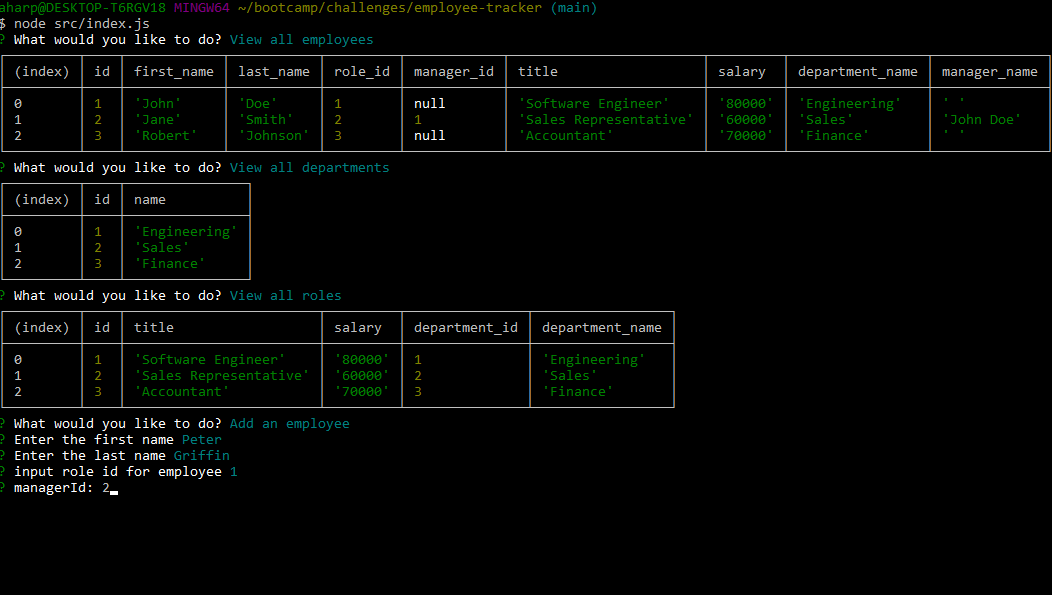 aharp@DESKTOP-T6RGV18 MINGW64 ~/bootcamp/challenges/employee-tracker (main)
$ node src/index.js
? What would you like to do? View all employees
(index) id first_name last_name role_id manager_id title salary department_name manager_name
0 1 'John' 'Doe' 1 null 'Software Engineer' '80000' 'Engineering' ' '
1 2 'Jane' 'Smith' 2 1 'Sales Representative' '60000' 'Sales' 'John Doe'
2 3 'Robert' 'Johnson' 3 null 'Accountant' '70000' 'Finance' ' '
? What would you like to do? View all departments
(index) id name
0 1 'Engineering'
1 2 'Sales'
2 3 'Finance'
? What would you like to do? View all roles
(index) id title salary department_id department_name
0 1 'Software Engineer' '80000' 1 'Engineering'
1 2 'Sales Representative' '60000' 2 'Sales'
2 3 'Accountant' '70000' 3 'Finance'
? What would you like to do? Add an employee
? Enter the first name Peter
? Enter the last name Griffin
? input role id for employee 1
? managerId: 2